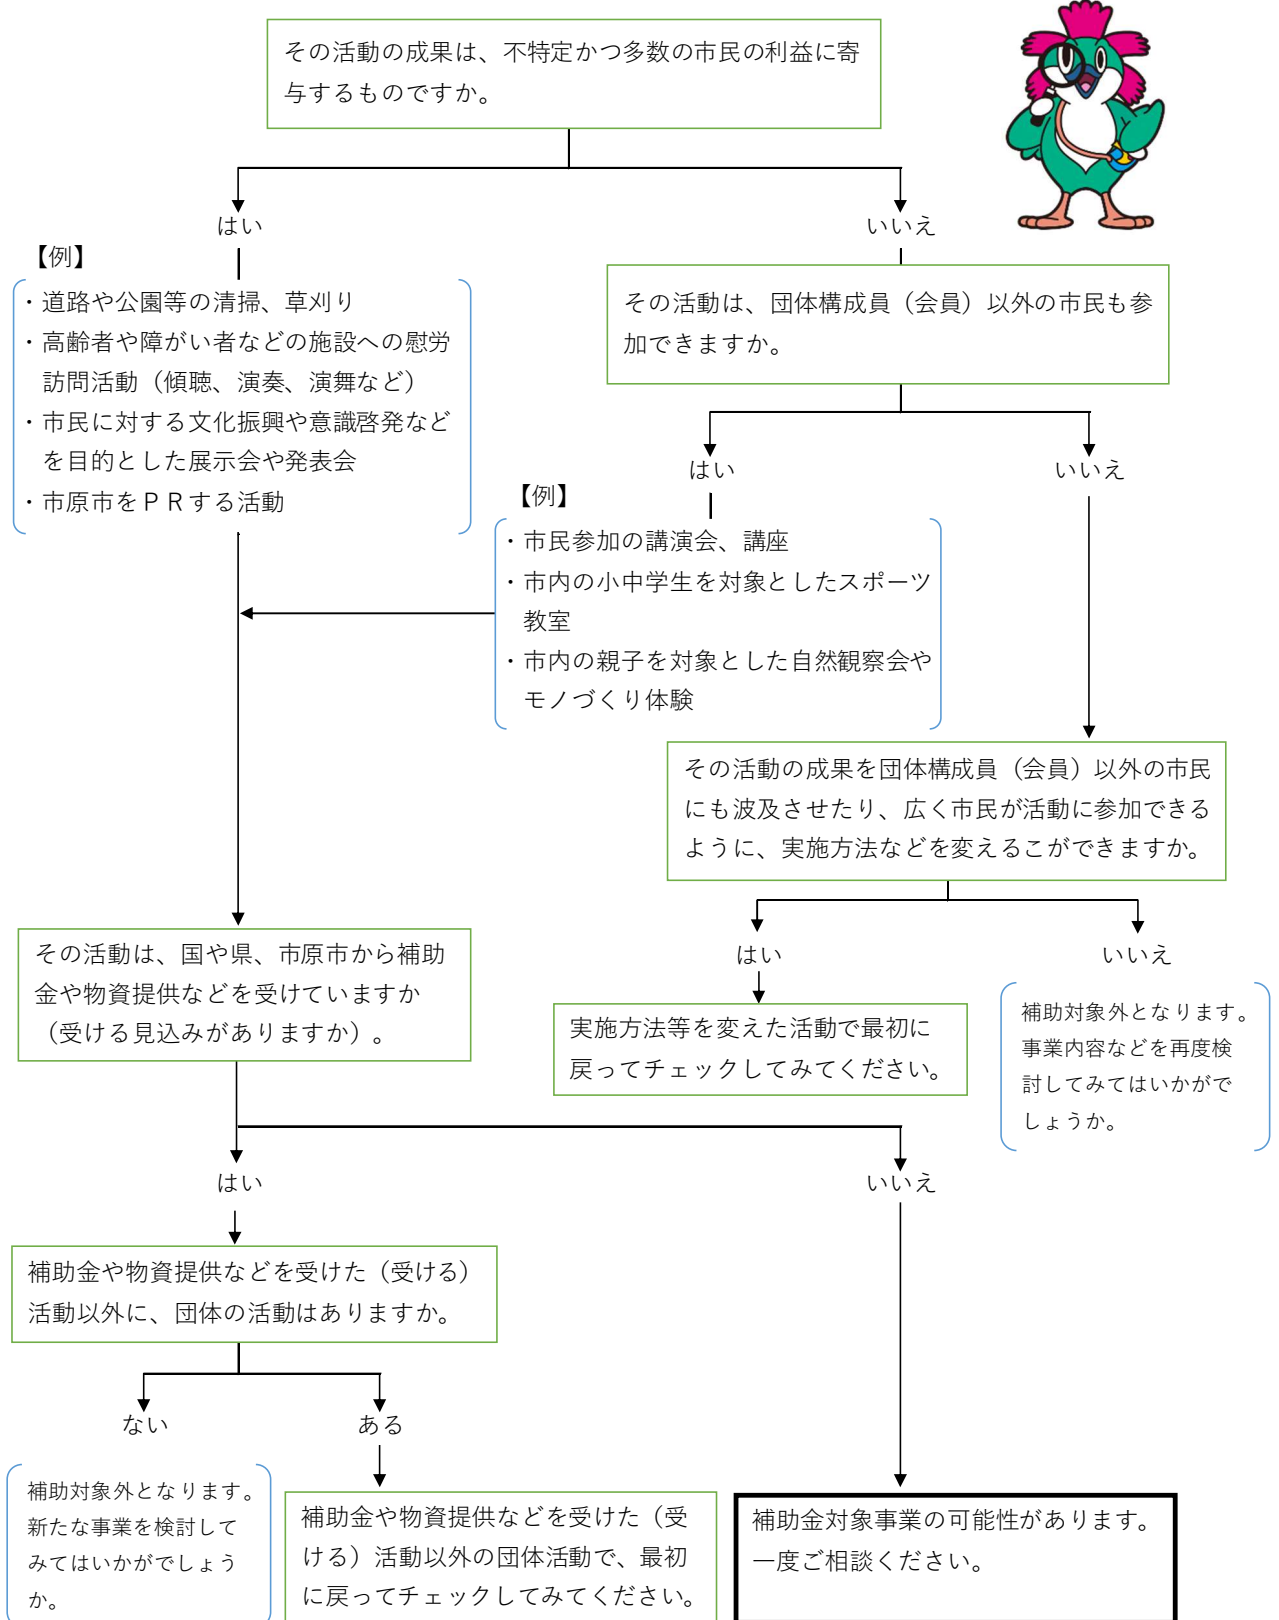 その活動の成果は、不特定かつ多数の市民の利益に寄
与するものですか。
はい
いいえ
【例】
・道路や公園等の清掃、草刈り
・高齢者や障がい者などの施設への慰労
訪問活動（傾聴、演奏、演舞など）
・市民に対する文化振興や意識啓発など
を目的とした展示会や発表会
・市原市をＰＲする活動
その活動は、団体構成員（会員）以外の市民も参
加できますか。
はい
いいえ
【例】
・市民参加の講演会、講座
・市内の小中学生を対象としたスポーツ
教室
・市内の親子を対象とした自然観察会や
モノづくり体験
その活動の成果を団体構成員（会員）以外の市民
にも波及させたり、広く市民が活動に参加できる
ように、実施方法などを変えるこができますか。
はい
いいえ
実施方法等を変えた活動で最初に
戻ってチェックしてみてください。
補助対象外となります。
事業内容などを再度検
討してみてはいかがで
しょうか。
その活動は、国や県、市原市から補助
金や物資提供などを受けていますか
（受ける見込みがありますか）。
はい
いいえ
補助金や物資提供などを受けた（受ける）
活動以外に、団体の活動はありますか。
ない
ある
補助対象外となります。
新たな事業を検討して
みてはいかがでしょう
か。
補助金や物資提供などを受けた（受
ける）活動以外の団体活動で、最初
に戻ってチェックしてみてください。
補助金対象事業の可能性があります。
一度ご相談ください。